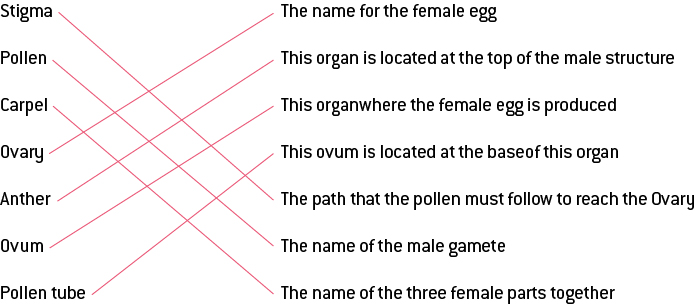 Stigma The name for the female egg
Pollen This organ is located at the top of the male structure
Carpel This organwhere the female egg is produced
Ovary This ovum is located at the baseof this organ
Anther The path that the pollen must follow to reach the Ovary
Ovum The name of the male gamete
Pollen tube The name of the three female parts together